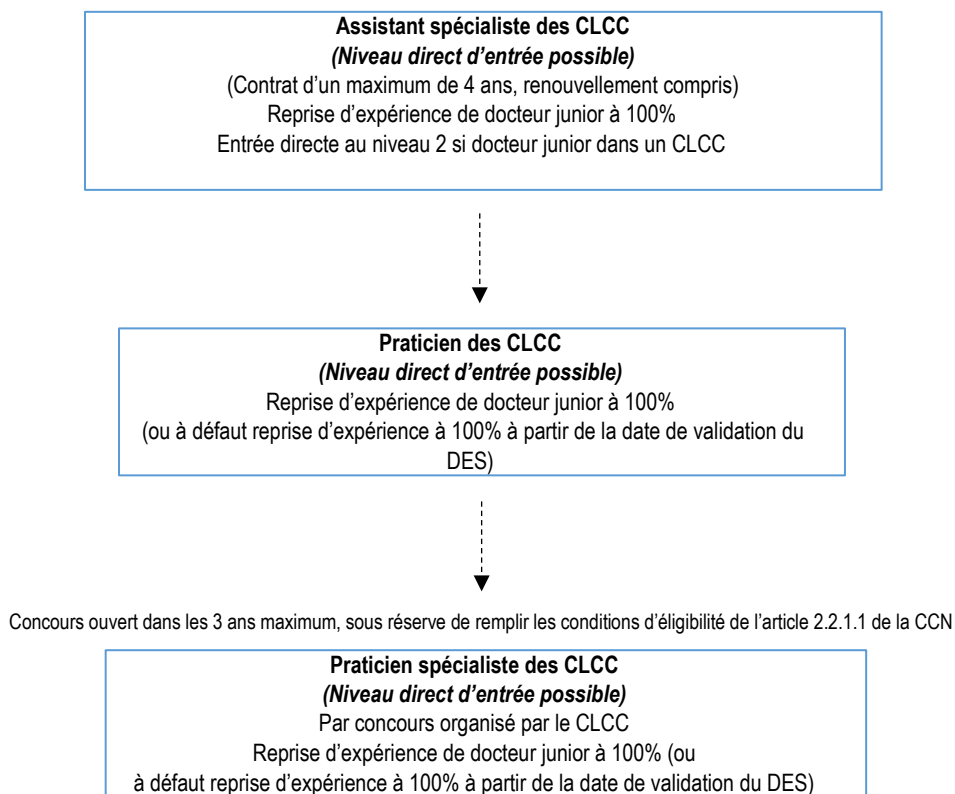 Assistant spécialiste des CLCC
(Niveau direct d’entrée possible)
(Contrat d’un maximum de 4 ans, renouvellement compris)
Reprise d’expérience de docteur junior à 100%
Entrée directe au niveau 2 si docteur junior dans un CLCC
Praticien des CLCC
(Niveau direct d’entrée possible)
Reprise d’expérience de docteur junior à 100%
(ou à défaut reprise d’expérience à 100% à partir de la date de validation du
DES)
Concours ouvert dans les 3 ans maximum, sous réserve de remplir les conditions d’éligibilité de l’article 2.2.1.1 de la CCN
Praticien spécialiste des CLCC
(Niveau direct d’entrée possible)
Par concours organisé par le CLCC
Reprise d’expérience de docteur junior à 100% (ou
à défaut reprise d’expérience à 100% à partir de la date de validation du DES)